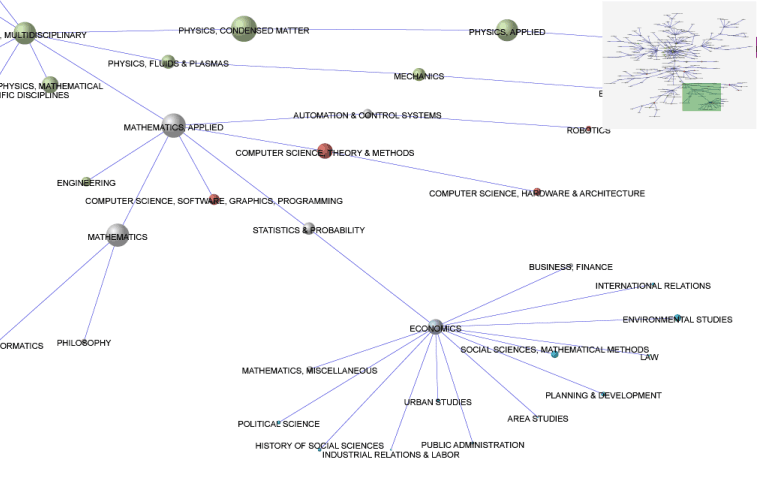 PHYSICS, CONDENSED MATTER
PHYSICS, APPLIED
, MULTIDISCIPLINARY
PHYSICS, FLUIDS & PLASMAS
MECHANICS
PHYSICS, MATHEMATICAL
IFIC DISCIPLINES
E
AUTOMATION & CONTROL SYSTEMS
MATHEMATICS, APPLIED
ROBOTICS
COMPUTER SCIENCE, THEORY & METHODS
ENGINEERING
COMPUTER SCIENCE, HARDWARE & ARCHITECTURE
COMPUTER SCIENCE, SOFTWARE, GRAPHICS, PROGRAMMING
STATISTICS & PROBABILITY
MATHEMATICS
BUSINESS, FINANCE
INTERNATIONAL RELATIONS
ENVIRONMENTAL STUDIES
ECONOMICS
ORMATICS
PHILOSOPHY
SOCIAL SCIENCES, MATHEMATICAL METHODS
LAW
MATHEMATICS, MISCELLANEOUS
PLANNING & DEVELOPMENT
URBAN STUDIES
AREA STUDIES
POLITICAL SCIENCE
HISTORY OF SOCIAL SCIENCES
PUBLIC ADMINISTRATION
INDUSTRIAL RELATIONS & LABOR